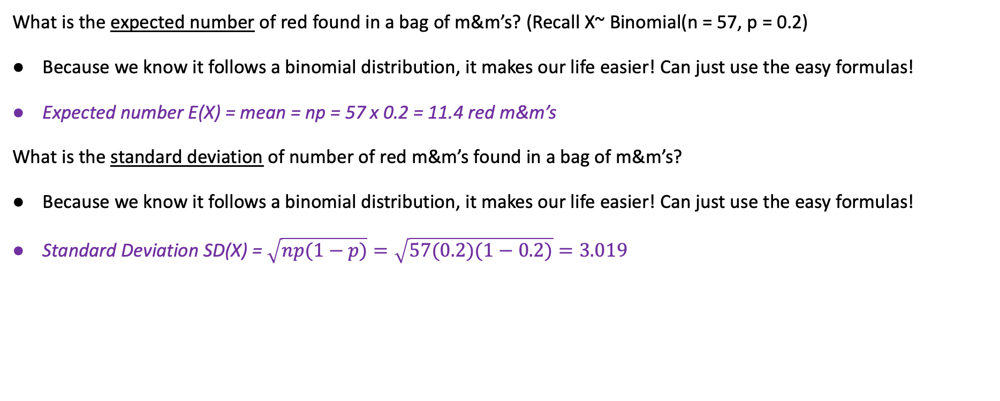 What is the expected number of red found in a bag of m&m’s? (Recall X~ Binomial(n = 57, p = 0.2)
● Because we know it follows a binomial distribution, it makes our life easier! Can just use the easy formulas!
● Expected number E(X) = mean = np = 57 x 0.2 = 11.4 red m&m’s
What is the standard deviation of number of red m&m’s found in a bag of m&m’s?
● Because we know it follows a binomial distribution, it makes our life easier! Can just use the easy formulas!
● Standard Deviation SD(X) = √np(1 − p) = √57(0.2)(1 − 0.2) = 3.019